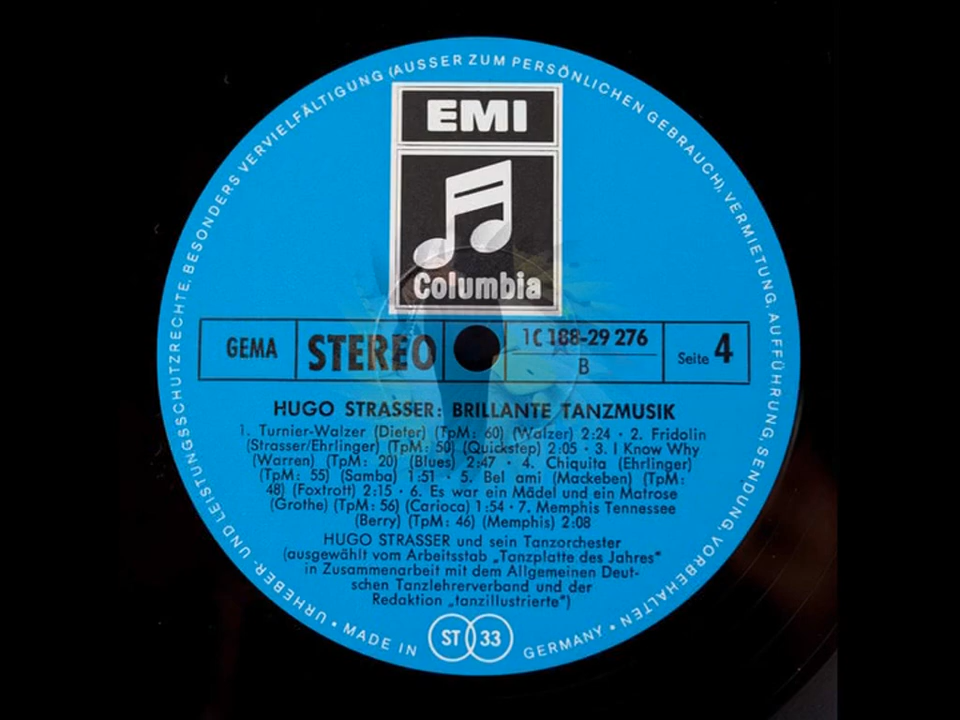 EMI
Columbia
GEMA
STEREO
1C 188-29 276
B
Seite 4
HUGO STRASSER: BRILLANTE TANZMUSIK
1. Turnier-Walzer (Dieter) (TpM: 60) (Walzer) 2:24 · 2. Fridolin
(Strasser/Ehrlinger) (TpM: 50) (Quickstep) 2:05 · 3. I Know Why
(Warren) (TpM: 20) (Blues) 2:47 · 4. Chiquita (Ehrlinger)
(TpM: 55) (Samba) 1:51 · 5. Bel ami (Mackeben) (TpM:
48) (Foxtrott) 2:15 · 6. Es war ein Mädel und ein Matrose
(Grothe) (TpM: 56) (Carioca) 1:54 · 7. Memphis Tennessee
(Berry) (TpM: 46) (Memphis) 2:08
HUGO STRASSER und sein Tanzorchester
(ausgewählt vom Arbeitsstab „Tanzplatte des Jahres"
in Zusammenarbeit mit dem Allgemeinen Deut-
schen Tanzlehrerverband und der
Redaktion „tanzillustrierte")
ST 33
URHEBER- UND LEISTUNGSSCHUTZRECHTE, BESONDERS VERVIELFÄLTIGUNG (AUSSER ZUM PERSÖNLICHEN GEBRAUCH), VERMIETUNG, AUFFÜHRUNG, SENDUNG, VORBEHALTEN • MADE IN GERMANY •